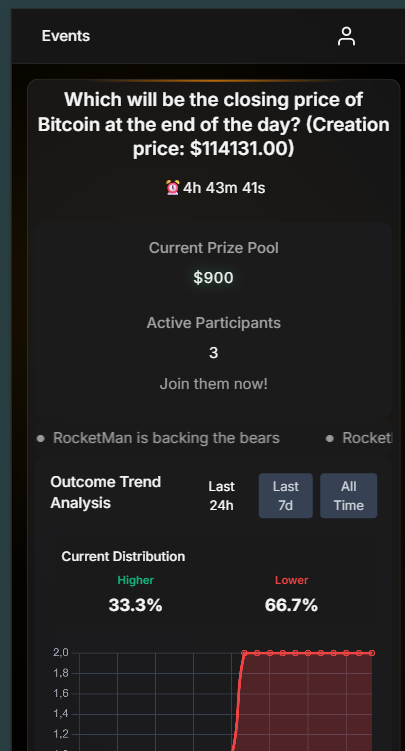 Events
Which will be the closing price of
Bitcoin at the end of the day? (Creation
price: $114131.00)
⏰4h 43m 41s
Current Prize Pool
$900
Active Participants
3
Join them now!
● RocketMan is backing the bears ● Rocket
Outcome Trend
Analysis
Last
24h
Last
7d
All
Time
Current Distribution
Higher Lower
33.3% 66.7%
2,0
1,8
1,6
1,4
1,2